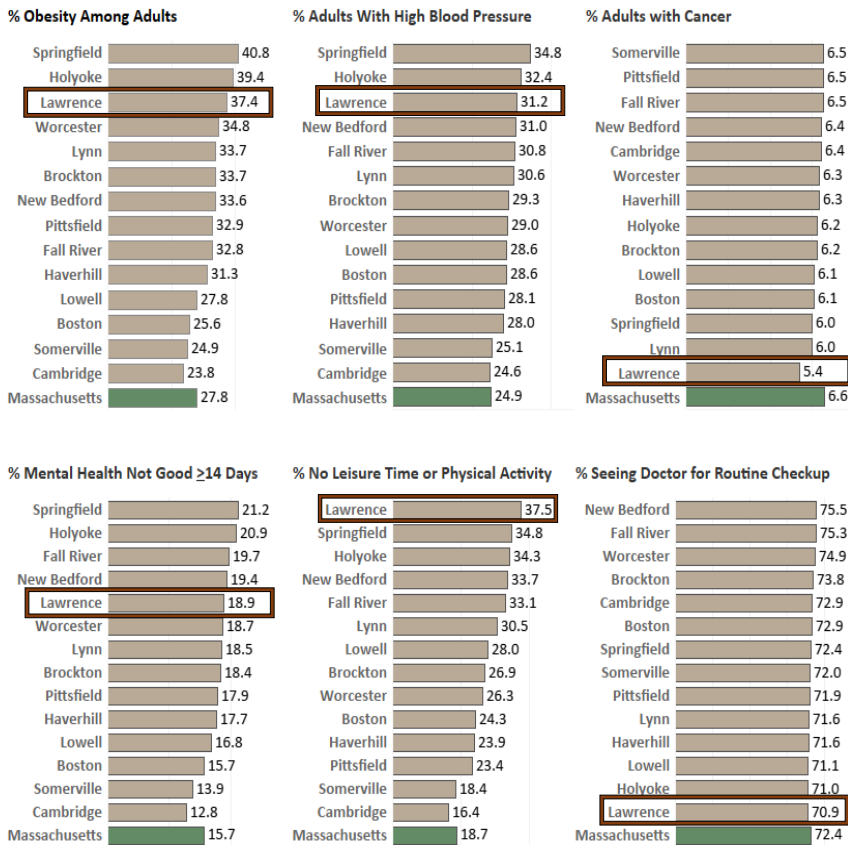 % Obesity Among Adults
Springfield 40.8
Holyoke 39.4
Lawrence 37.4
Worcester 34.8
Lynn 33.7
Brockton 33.7
New Bedford 33.6
Pittsfield 32.9
Fall River 32.8
Haverhill 31.3
Lowell 27.8
Boston 25.6
Somerville 24.9
Cambridge 23.8
Massachusetts 27.8
% Adults With High Blood Pressure
Springfield 34.8
Holyoke 32.4
Lawrence 31.2
New Bedford 31.0
Fall River 30.8
Lynn 30.6
Brockton 29.3
Worcester 29.0
Lowell 28.6
Boston 28.6
Pittsfield 28.1
Haverhill 28.0
Somerville 25.1
Cambridge 24.6
Massachusetts 24.9
% Adults with Cancer
Somerville 6.5
Pittsfield 6.5
Fall River 6.5
New Bedford 6.4
Cambridge 6.4
Worcester 6.3
Haverhill 6.3
Holyoke 6.2
Brockton 6.2
Lowell 6.1
Boston 6.1
Springfield 6.0
Lynn 6.0
Lawrence 5.4
Massachusetts 6.6
% Mental Health Not Good ≥14 Days
Springfield 21.2
Holyoke 20.9
Fall River 19.7
New Bedford 19.4
Lawrence 18.9
Worcester 18.7
Lynn 18.5
Brockton 18.4
Pittsfield 17.9
Haverhill 17.7
Lowell 16.8
Boston 15.7
Somerville 13.9
Cambridge 12.8
Massachusetts 15.7
% No Leisure Time or Physical Activity
Lawrence 37.5
Springfield 34.8
Holyoke 34.3
New Bedford 33.7
Fall River 33.1
Lynn 30.5
Lowell 28.0
Brockton 26.9
Worcester 26.3
Boston 24.3
Haverhill 23.9
Pittsfield 23.4
Somerville 18.4
Cambridge 16.4
Massachusetts 18.7
% Seeing Doctor for Routine Checkup
New Bedford 75.5
Fall River 75.3
Worcester 74.9
Brockton 73.8
Cambridge 72.9
Boston 72.9
Springfield 72.4
Somerville 72.0
Pittsfield 71.9
Lynn 71.6
Haverhill 71.6
Lowell 71.1
Holyoke 71.0
Lawrence 70.9
Massachusetts 72.4